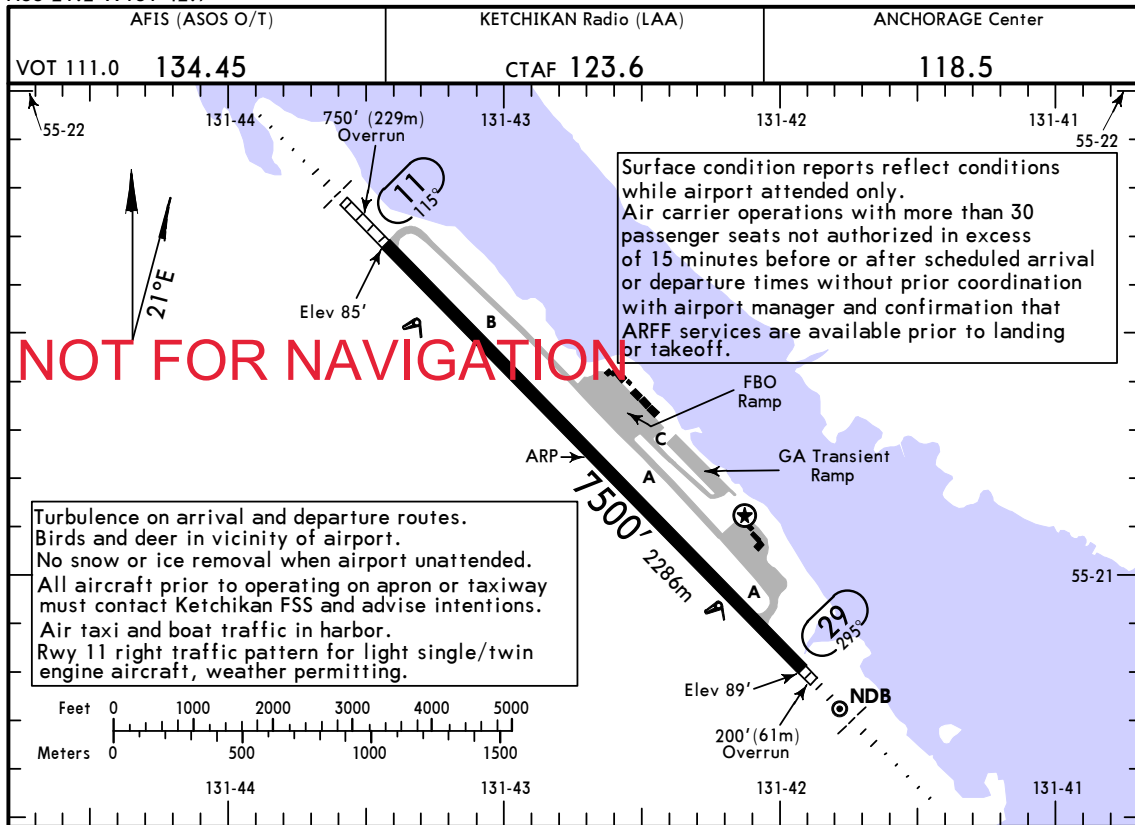 AFIS (ASOS O/T)
KETCHIKAN Radio (LAA)
ANCHORAGE Center
VOT 111.0 134.45
CTAF 123.6
118.5
55-22
131-44
750' (229m)
Overrun
131-43
131-42
131-41
55-22
11
115°
21°E
Elev 85'
B
Surface condition reports reflect conditions
while airport attended only.
Air carrier operations with more than 30
passenger seats not authorized in excess
of 15 minutes before or after scheduled arrival
or departure times without prior coordination
with airport manager and confirmation that
ARFF services are available prior to landing
or takeoff.
NOT FOR NAVIGATION
FBO
Ramp
C
ARP
A
GA Transient
Ramp
7500' 2286m
A
55-21
Turbulence on arrival and departure routes.
Birds and deer in vicinity of airport.
No snow or ice removal when airport unattended.
All aircraft prior to operating on apron or taxiway
must contact Ketchikan FSS and advise intentions.
Air taxi and boat traffic in harbor.
Rwy 11 right traffic pattern for light single/twin
engine aircraft, weather permitting.
29
295°
Elev 89'
NDB
200'(61m)
Overrun
Feet 0 1000 2000 3000 4000 5000
Meters 0 500 1000 1500
131-44
131-43
131-42
131-41